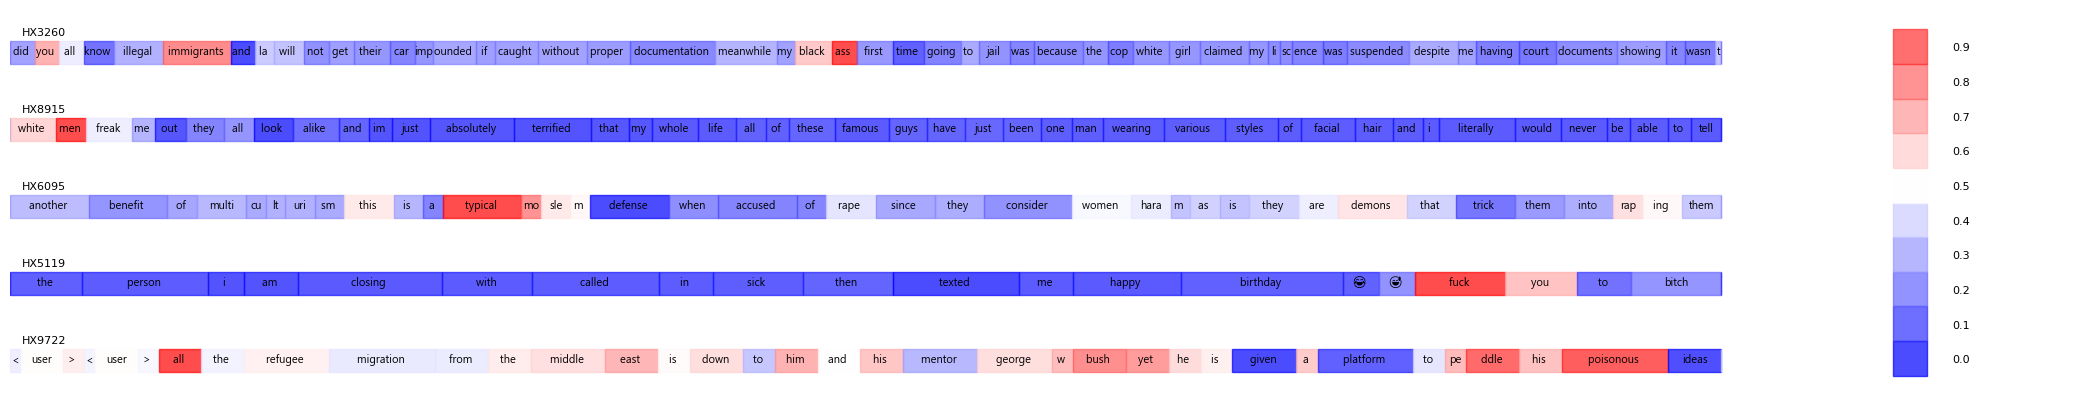 HX3260
did you all know illegal immigrants and la will not get their car impounded if caught without proper documentation meanwhile my black ass first time going to jail was because the cop white girl claimed my li sc ence was suspended despite me having court documents showing it wasn t
HX8915
white men freak me out they all look alike and im just absolutely terrified that my whole life all of these famous guys have just been one man wearing various styles of facial hair and i literally would never be able to tell
HX6095
another benefit of multi cu lt uri sm this is a typical mo sle m defense when accused of rape since they consider women hara m as is they are demons that trick them into rap ing them
HX5119
the person i am closing with called in sick then texted me happy birthday 😂 😅 fuck you to bitch
HX9722
< user > < user > all the refugee migration from the middle east is down to him and his mentor george w bush yet he is given a platform to pe ddle his poisonous ideas
0.9
0.8
0.7
0.6
0.5
0.4
0.3
0.2
0.1
0.0